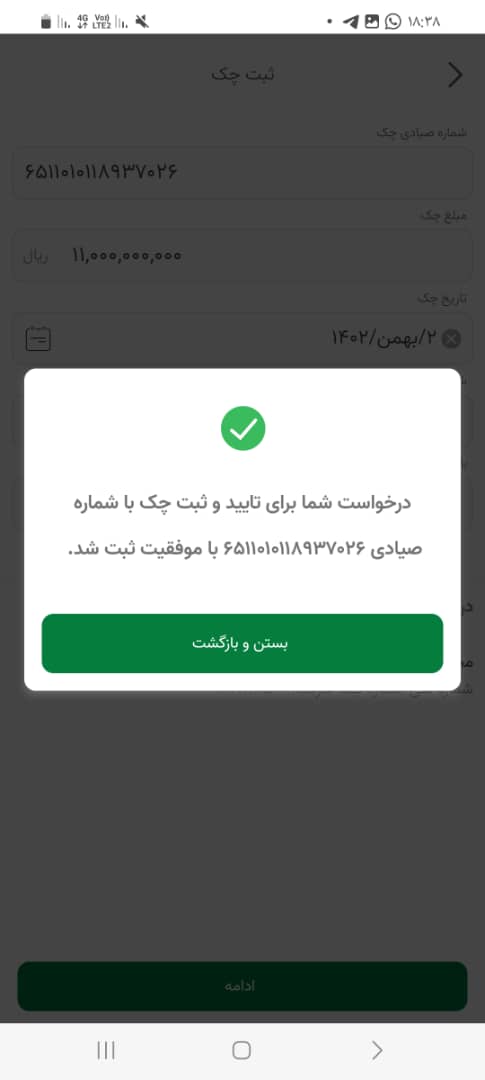 ۱۸:۳۸
4G
Vo)) LTE2
ثبت چک
شماره صیادی چک
۶۵۱۱۰۱۰۱۱۸۹۳۷۰۲۶
مبلغ چک
۱۱,۰۰۰,۰۰۰,۰۰۰ ریال
تاریخ چک
۲/بهمن/۱۴۰۲
درخواست شما برای تایید و ثبت چک با شماره
صیادی ۶۵۱۱۰۱۰۱۱۸۹۳۷۰۲۶ با موفقیت ثبت شد.
بستن و بازگشت
ادامه